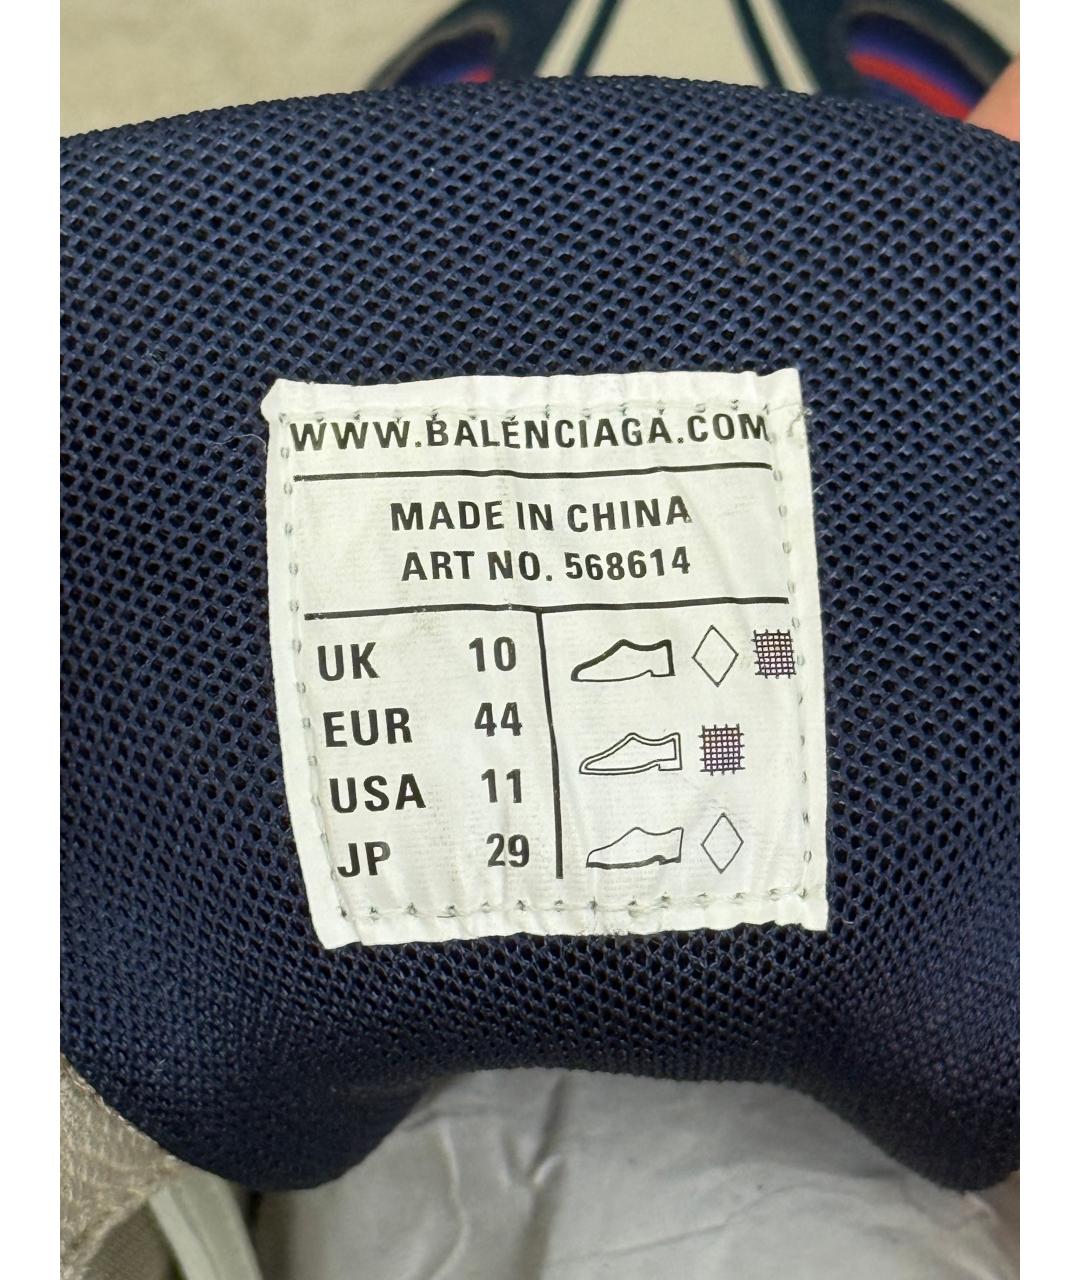 WWW.BALENCIAGA.COM
MADE IN CHINA
ART NO. 568614
UK 10
EUR 44
USA 11
JP 29